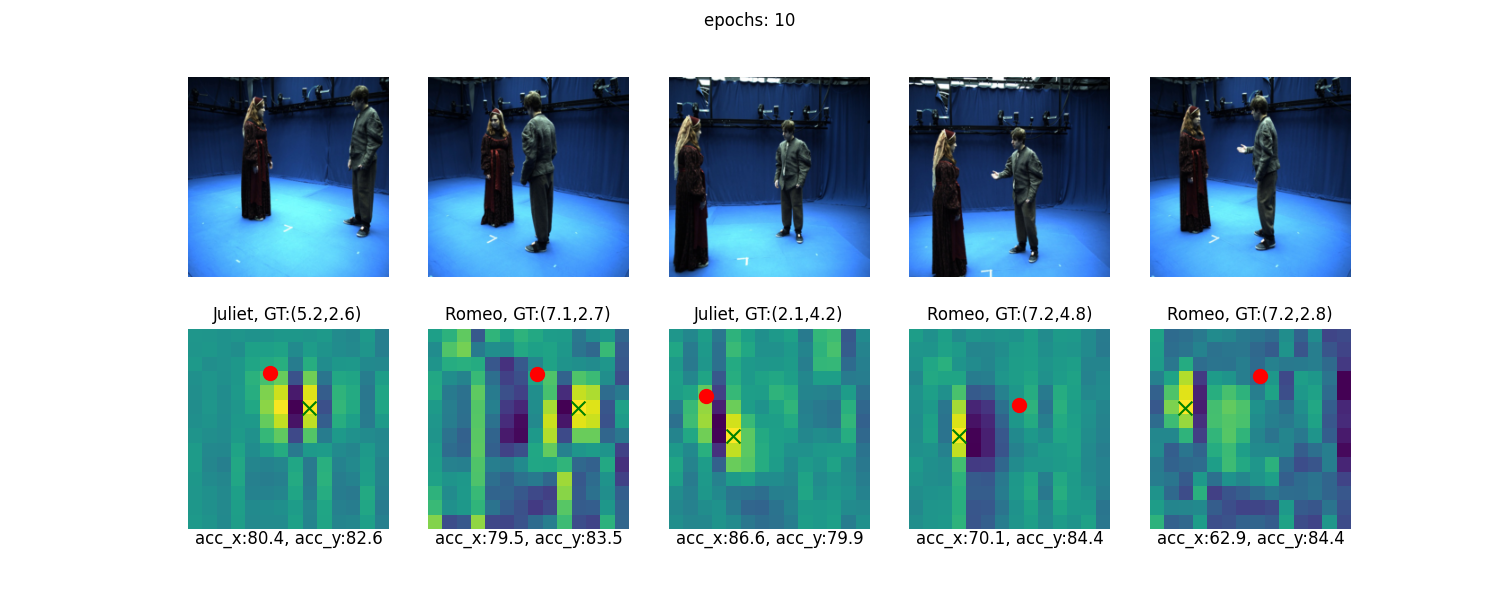 epochs: 10
Juliet, GT:(5.2,2.6)
Romeo, GT:(7.1,2.7)
Juliet, GT:(2.1,4.2)
Romeo, GT:(7.2,4.8)
Romeo, GT:(7.2,2.8)
acc_x:80.4, acc_y:82.6
acc_x:79.5, acc_y:83.5
acc_x:86.6, acc_y:79.9
acc_x:70.1, acc_y:84.4
acc_x:62.9, acc_y:84.4